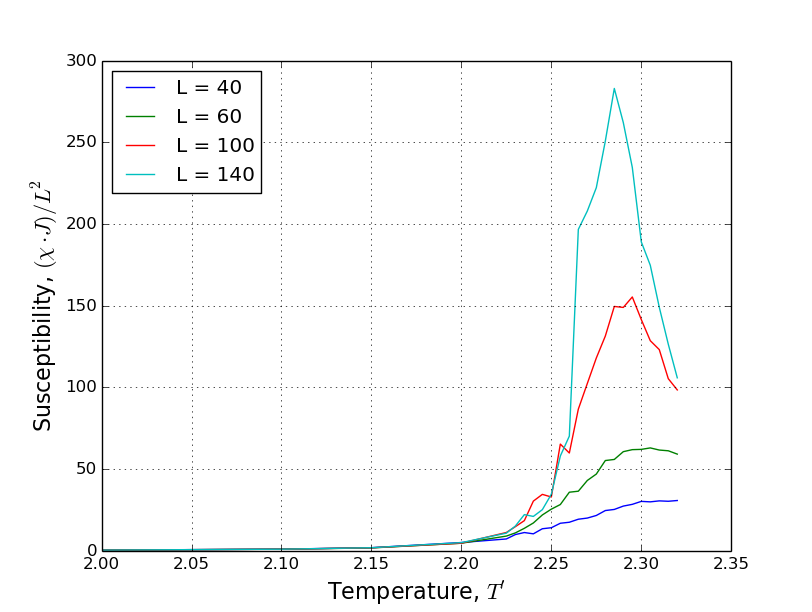 300
250
200
150
100
50
0
Susceptibility, (χ·J)/L²
L = 40
L = 60
L = 100
L = 140
2.00 2.05 2.10 2.15 2.20 2.25 2.30 2.35
Temperature, T′